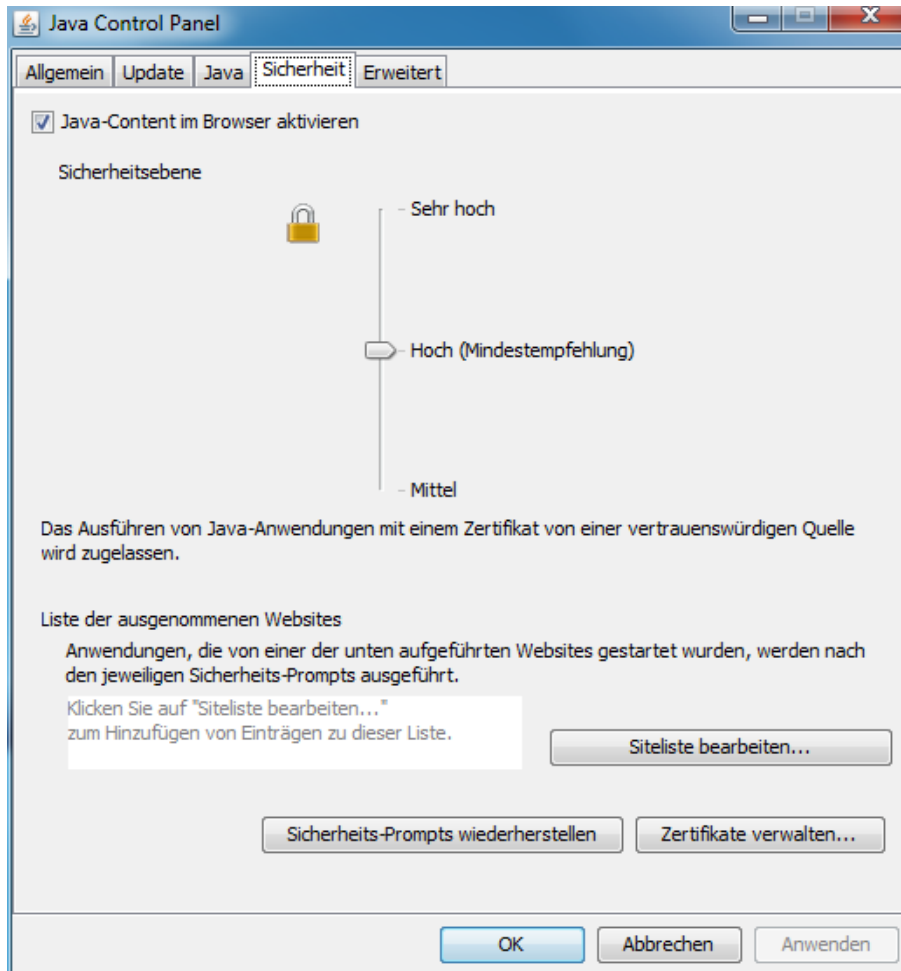 Java Control Panel
Allgemein Update Java Sicherheit Erweitert
Java-Content im Browser aktivieren
Sicherheitsebene
Sehr hoch
Hoch (Mindestempfehlung)
Mittel
Das Ausführen von Java-Anwendungen mit einem Zertifikat von einer vertrauenswürdigen Quelle
wird zugelassen.
Liste der ausgenommenen Websites
Anwendungen, die von einer der unten aufgeführten Websites gestartet wurden, werden nach
den jeweiligen Sicherheits-Prompts ausgeführt.
Klicken Sie auf "Siteliste bearbeiten..."
zum Hinzufügen von Einträgen zu dieser Liste.
Siteliste bearbeiten...
Sicherheits-Prompts wiederherstellen Zertifikate verwalten...
OK Abbrechen Anwenden